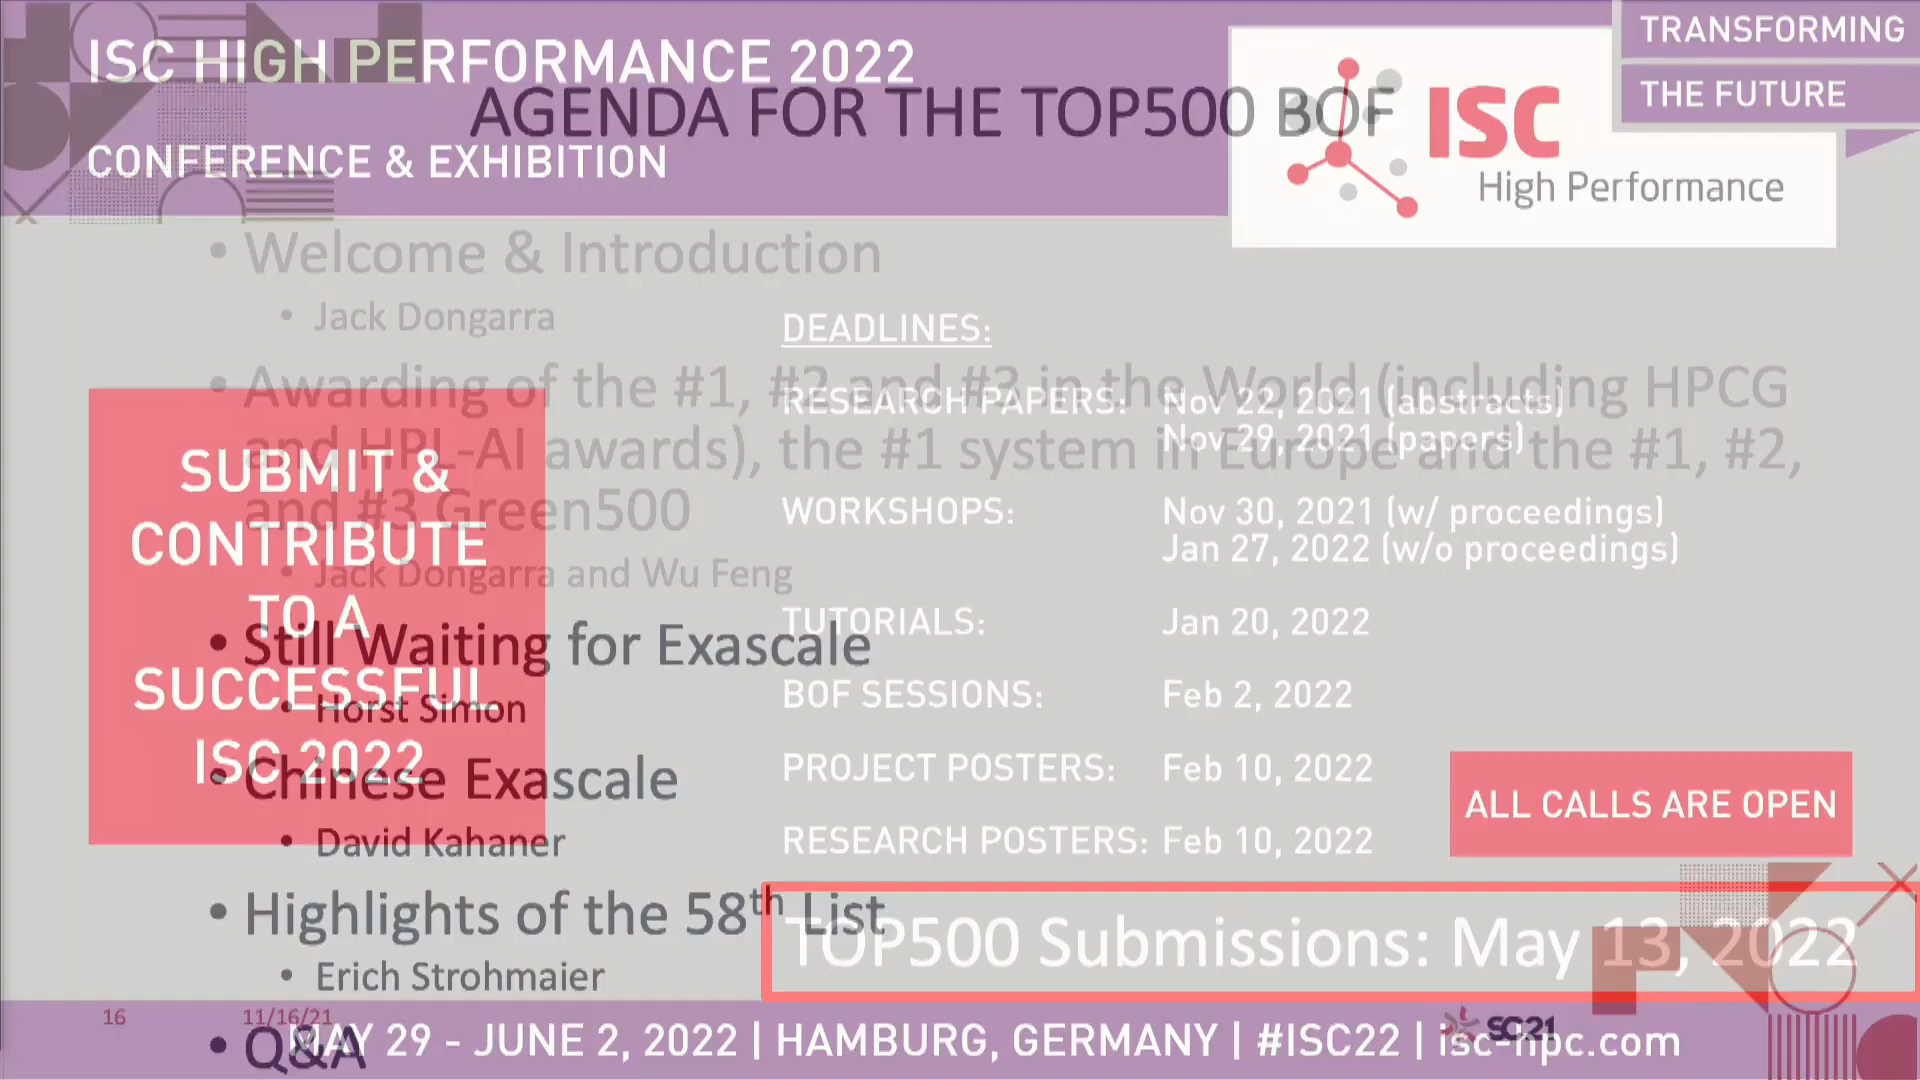 ISC HIGH PERFORMANCE 2022
CONFERENCE & EXHIBITION
TRANSFORMING
THE FUTURE
ISC
High Performance
AGENDA FOR THE TOP500 BOF
• Welcome & Introduction
• Jack Dongarra
• Awarding of the #1, #2 and #3 in the World (including HPCG
and HPL-AI awards), the #1 system in Europe and the #1, #2,
and #3 Green500
• Jack Dongarra and Wu Feng
• Still Waiting for Exascale
• Horst Simon
• Chinese Exascale
• David Kahaner
• Highlights of the 58th List
• Erich Strohmaier
• Q&A
SUBMIT &
CONTRIBUTE
TO A
SUCCESSFUL
ISC 2022
DEADLINES:
RESEARCH PAPERS: Nov 22, 2021 (abstracts)
Nov 29, 2021 (papers)
WORKSHOPS: Nov 30, 2021 (w/ proceedings)
Jan 27, 2022 (w/o proceedings)
TUTORIALS: Jan 20, 2022
BOF SESSIONS: Feb 2, 2022
PROJECT POSTERS: Feb 10, 2022
RESEARCH POSTERS: Feb 10, 2022
ALL CALLS ARE OPEN
TOP500 Submissions: May 13, 2022
16
11/16/21
SC21
MAY 29 - JUNE 2, 2022 | HAMBURG, GERMANY | #ISC22 | isc-hpc.com